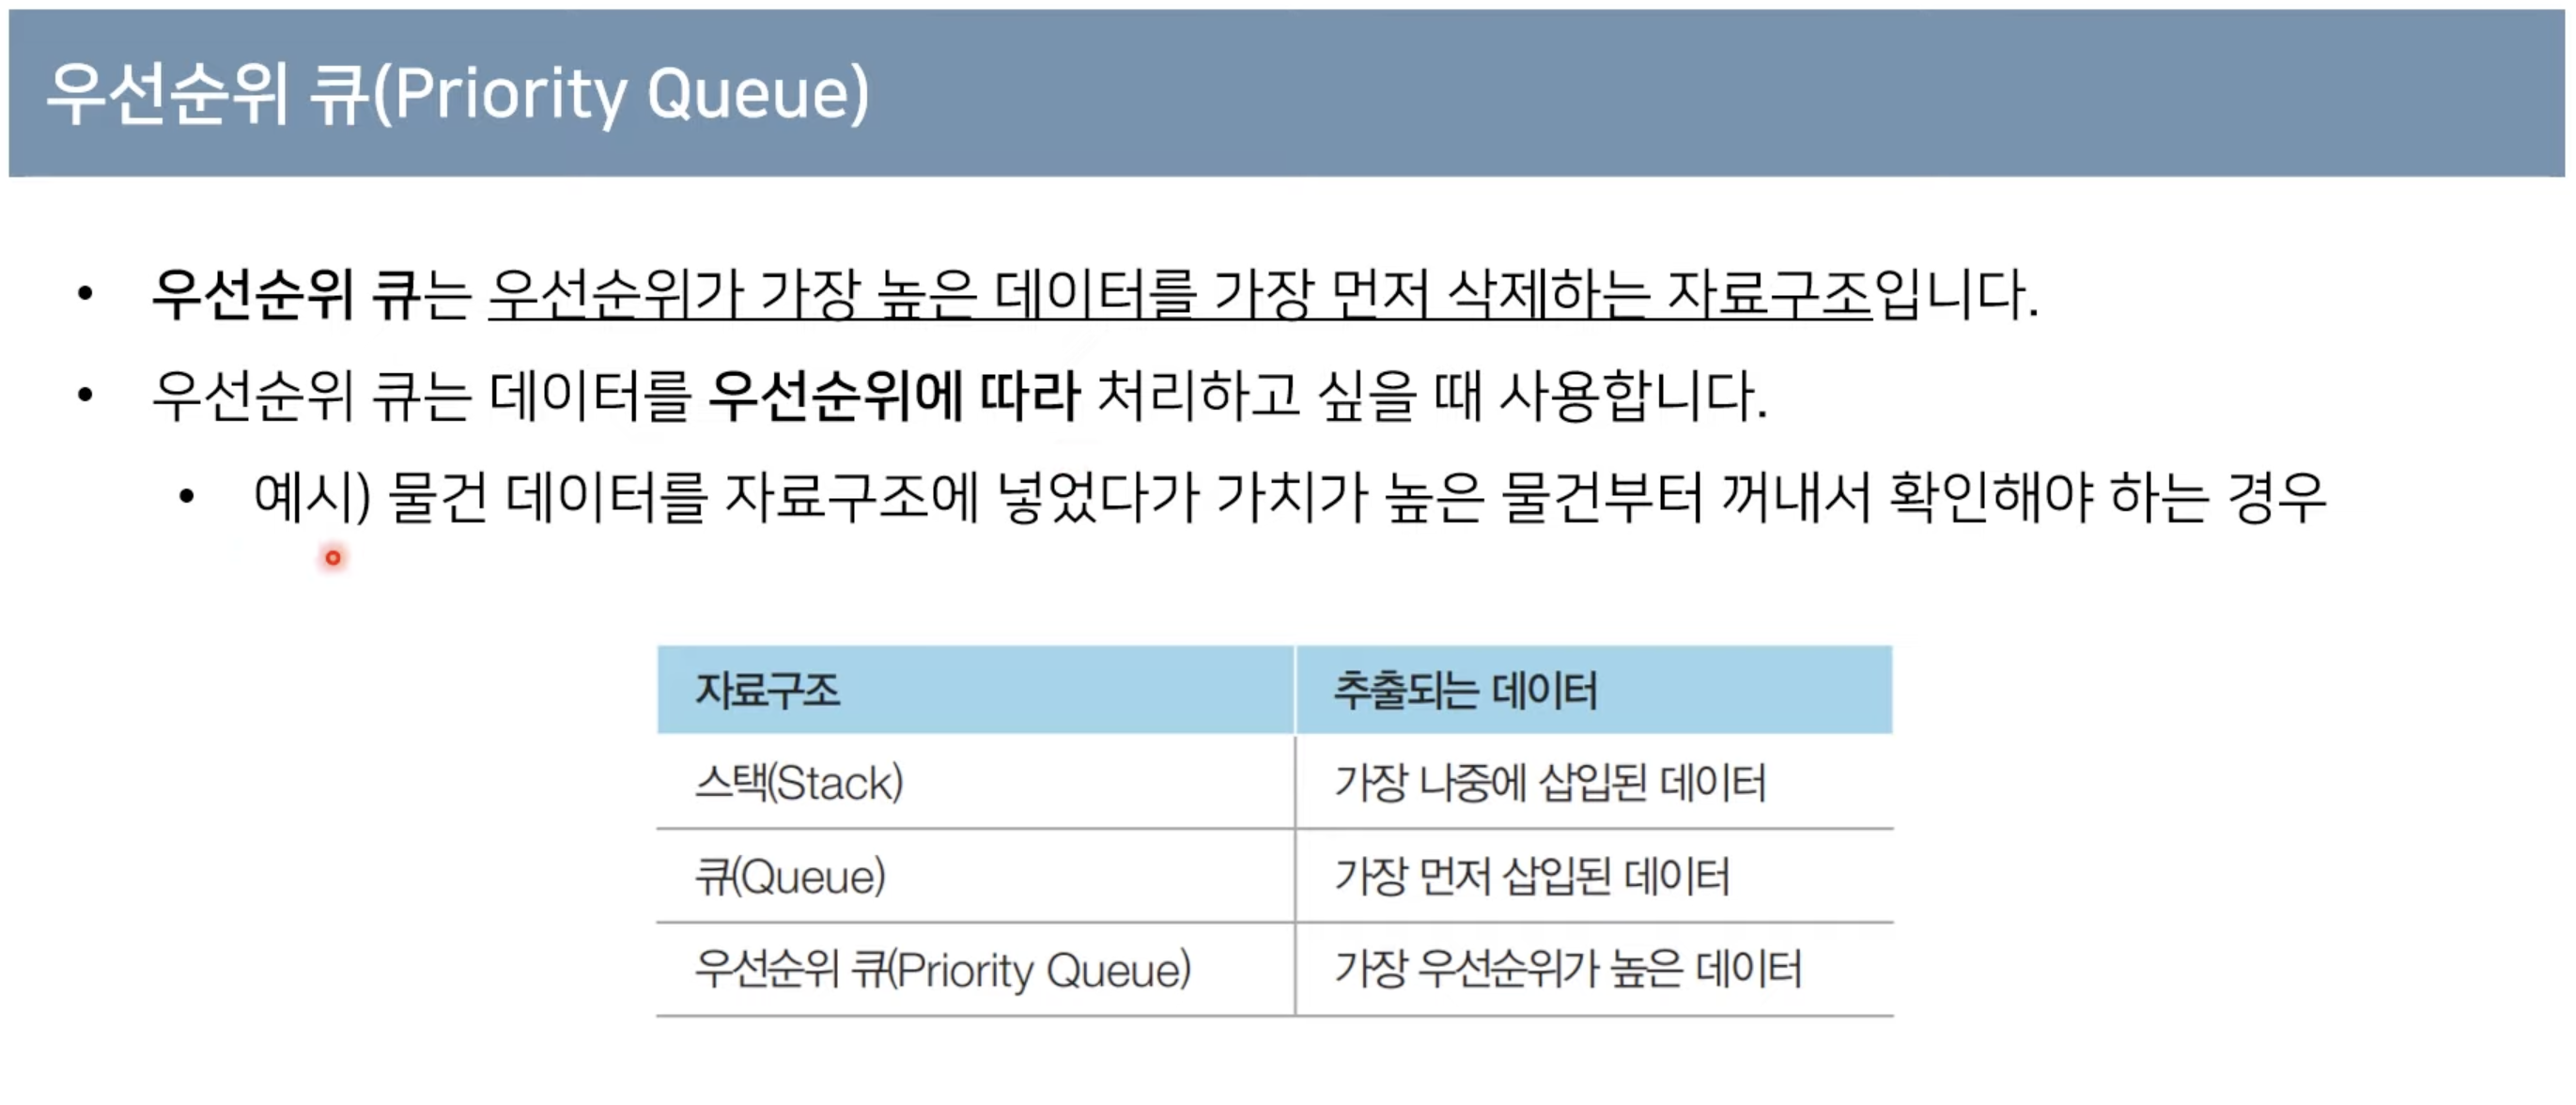 우선순위 큐(Priority Queue)
• 우선순위 큐는 우선순위가 가장 높은 데이터를 가장 먼저 삭제하는 자료구조입니다.
• 우선순위 큐는 데이터를 우선순위에 따라 처리하고 싶을 때 사용합니다.
• 예시) 물건 데이터를 자료구조에 넣었다가 가치가 높은 물건부터 꺼내서 확인해야 하는 경우
자료구조 추출되는 데이터
스택(Stack) 가장 나중에 삽입된 데이터
큐(Queue) 가장 먼저 삽입된 데이터
우선순위 큐(Priority Queue) 가장 우선순위가 높은 데이터